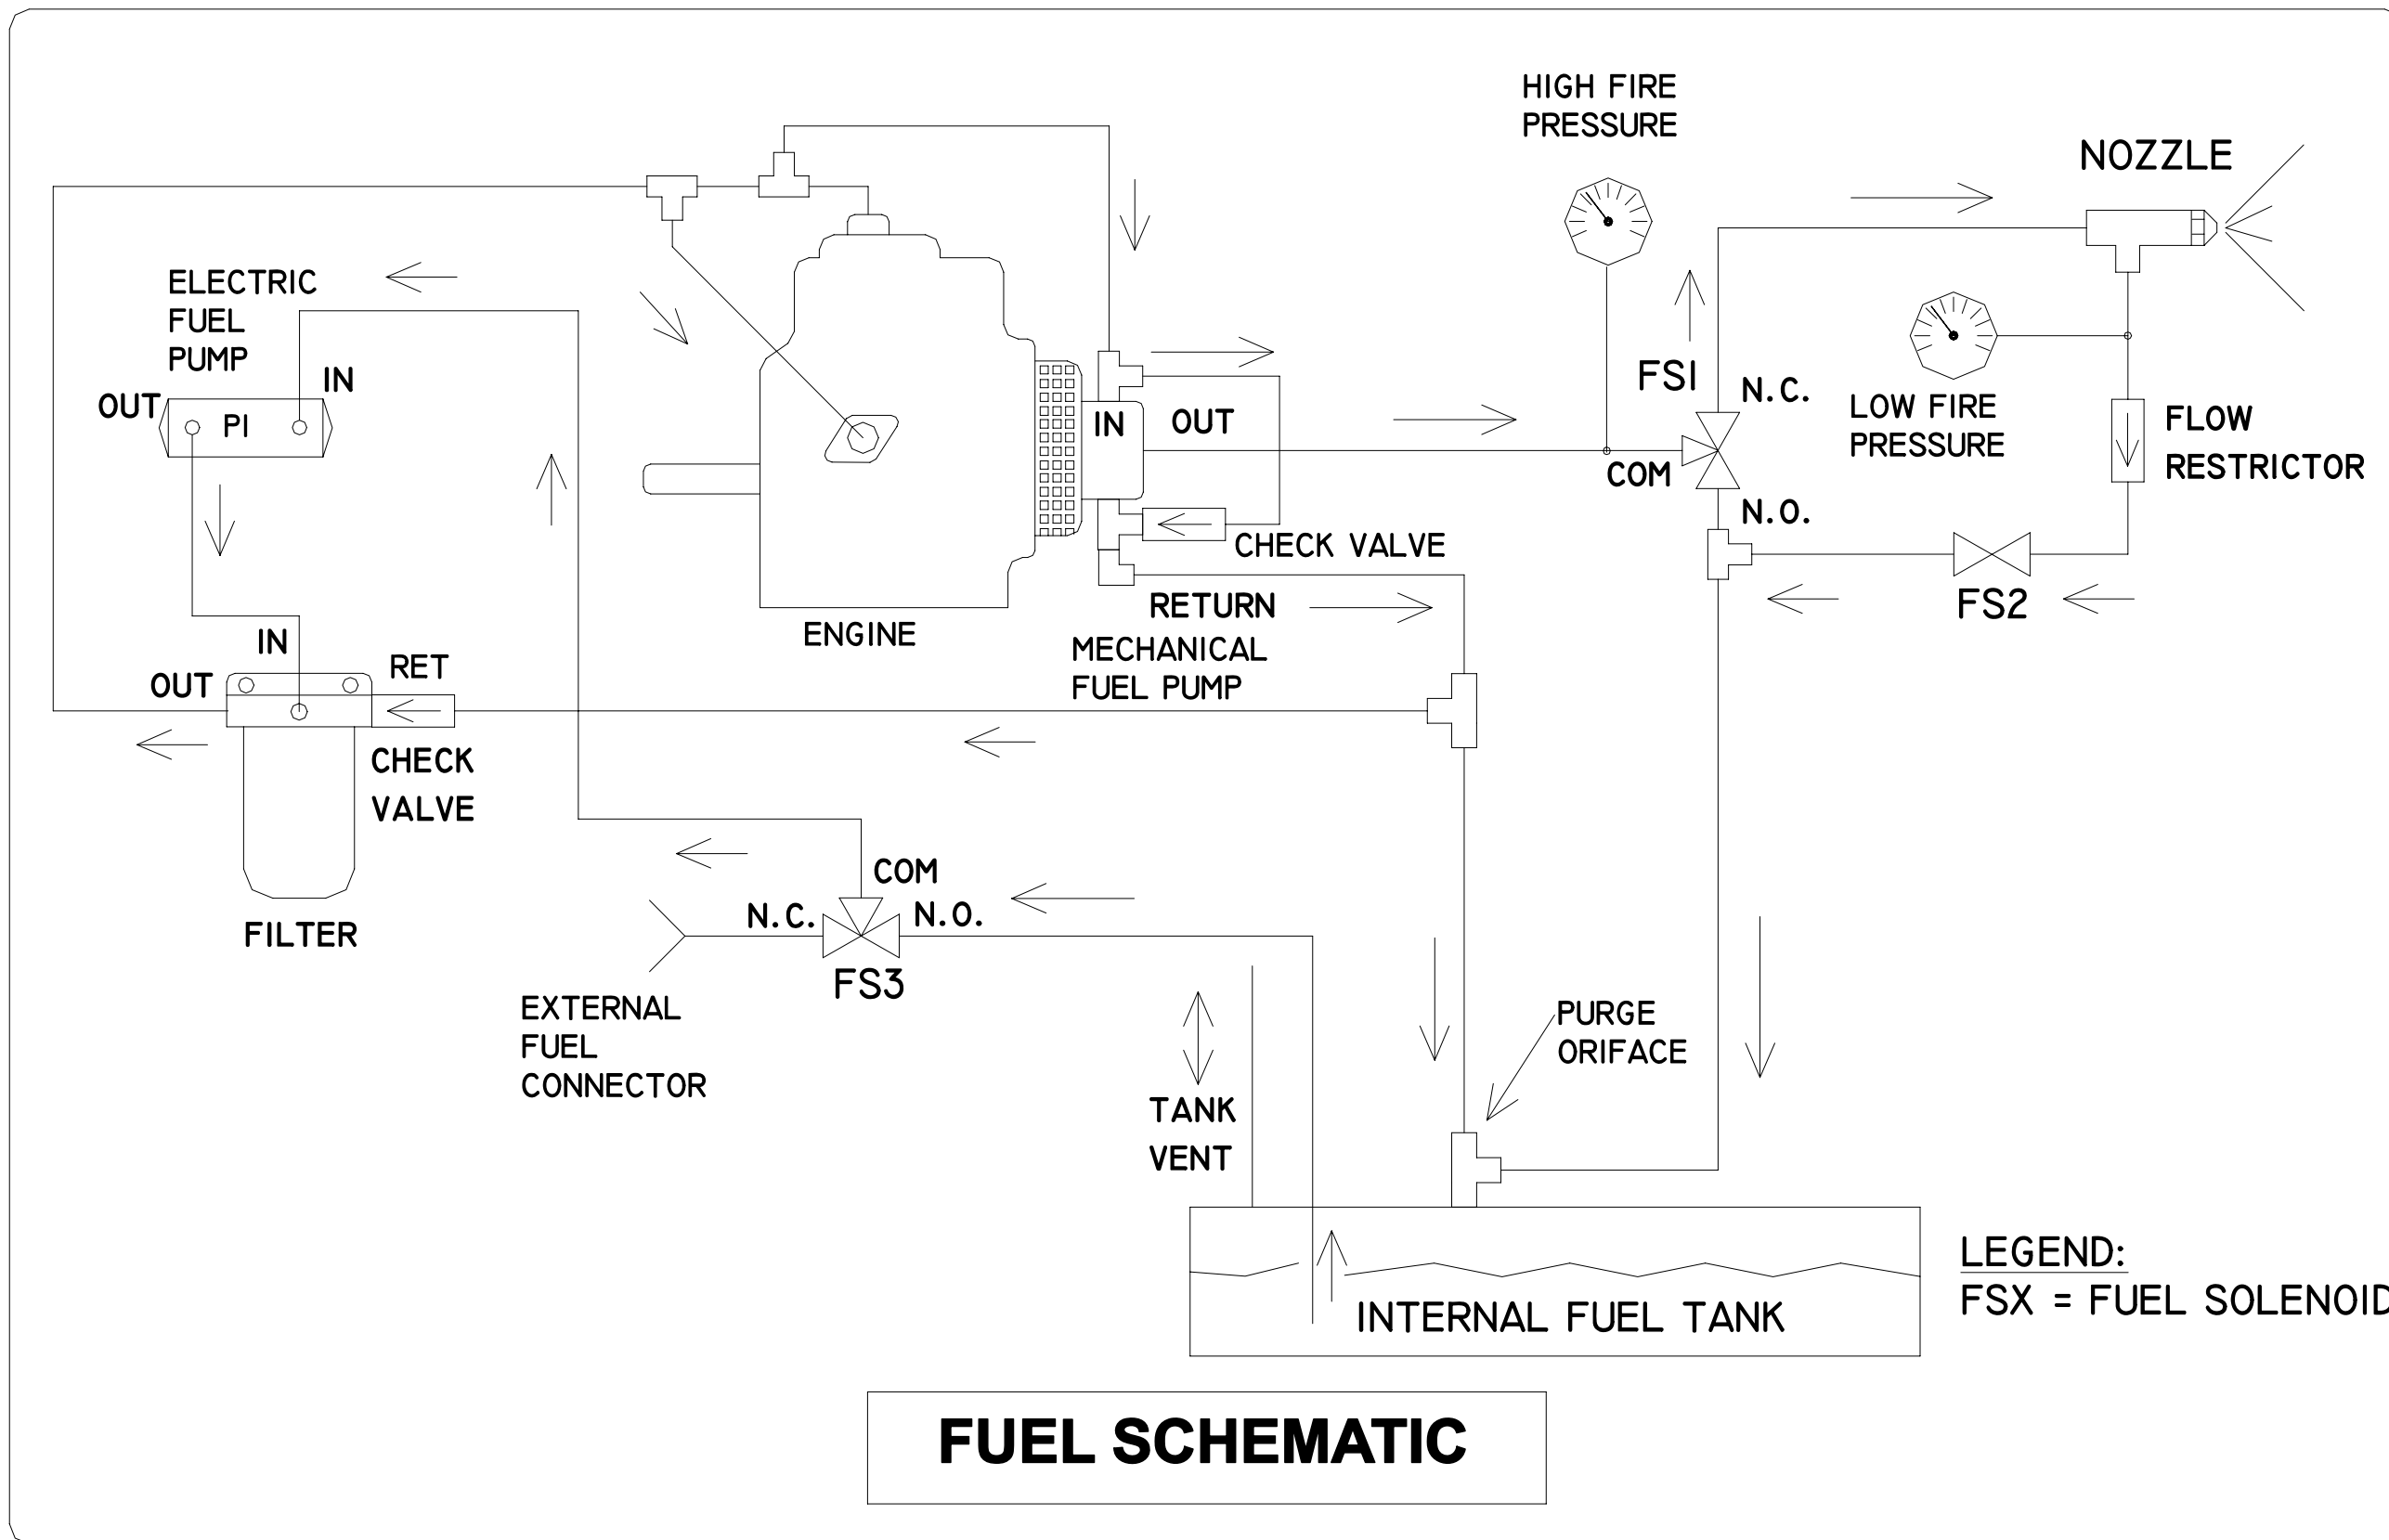 HIGH FIRE
PRESSURE
NOZZLE
ELECTRIC
FUEL
PUMP
IN
OUT
P1
FS1
N.C.
LOW FIRE
PRESSURE
FLOW
RESTRICTOR
IN
OUT
COM
N.O.
CHECK VALVE
FS2
RETURN
ENGINE
MECHANICAL
FUEL PUMP
IN
RET
OUT
CHECK
VALVE
FILTER
COM
N.C.
N.O.
FS3
EXTERNAL
FUEL
CONNECTOR
PURGE
ORIFACE
TANK
VENT
INTERNAL FUEL TANK
LEGEND:
FSX = FUEL SOLENOID
FUEL SCHEMATIC